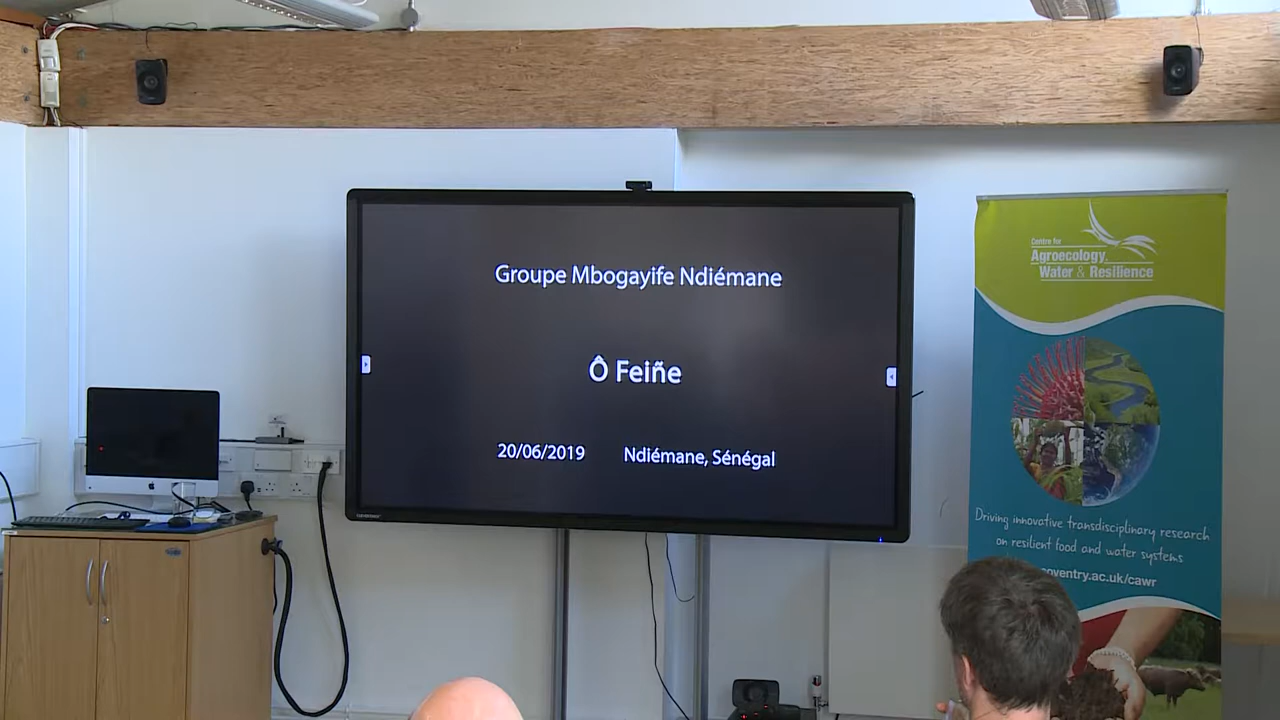 Groupe Mbogayife Ndiémane
Ô Feiñe
20/06/2019 Ndiémane, Sénégal
Centre for
Agroecology,
Water & Resilience
Driving innovative transdisciplinary research
on resilient food and water systems
coventry.ac.uk/cawr